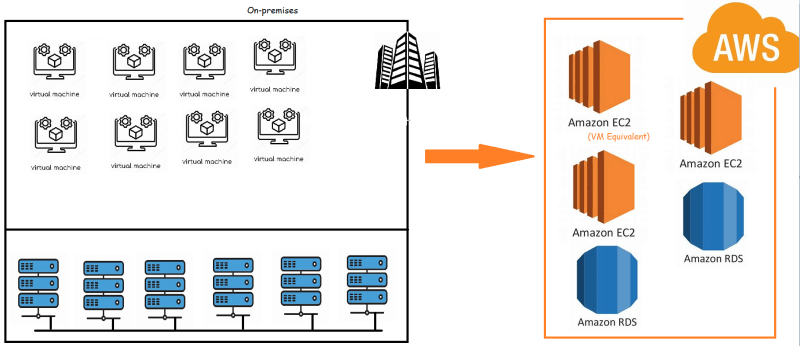 On-premises
virtual machine
virtual machine
virtual machine
virtual machine
virtual machine
virtual machine
virtual machine
virtual machine
AWS
Amazon EC2
(VM Equivalent)
Amazon EC2
Amazon EC2
Amazon RDS
Amazon RDS